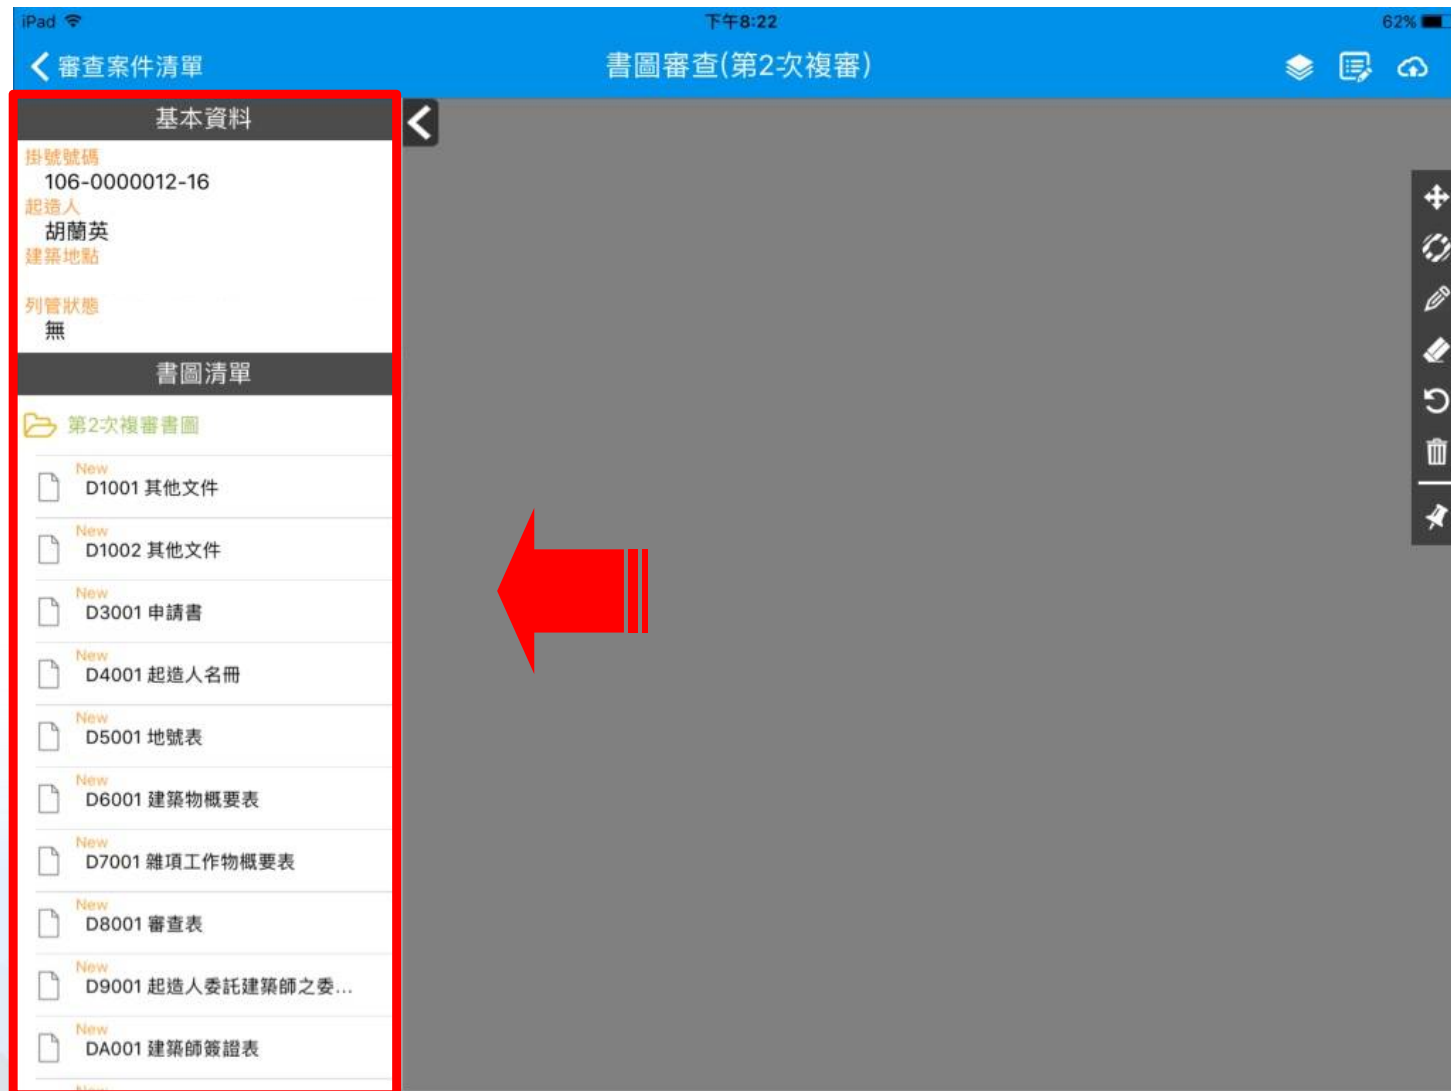 iPad 下午8:22 62%
審查案件清單 書圖審查(第2次複審)
基本資料
掛號號碼
106-0000012-16
起造人
胡蘭英
建築地點
列管狀態
無
書圖清單
第2次複審書圖
New
D1001 其他文件
New
D1002 其他文件
New
D3001 申請書
New
D4001 起造人名冊
New
D5001 地號表
New
D6001 建築物概要表
New
D7001 雜項工作物概要表
New
D8001 審查表
New
D9001 起造人委託建築師之委...
New
DA001 建築師簽證表
New